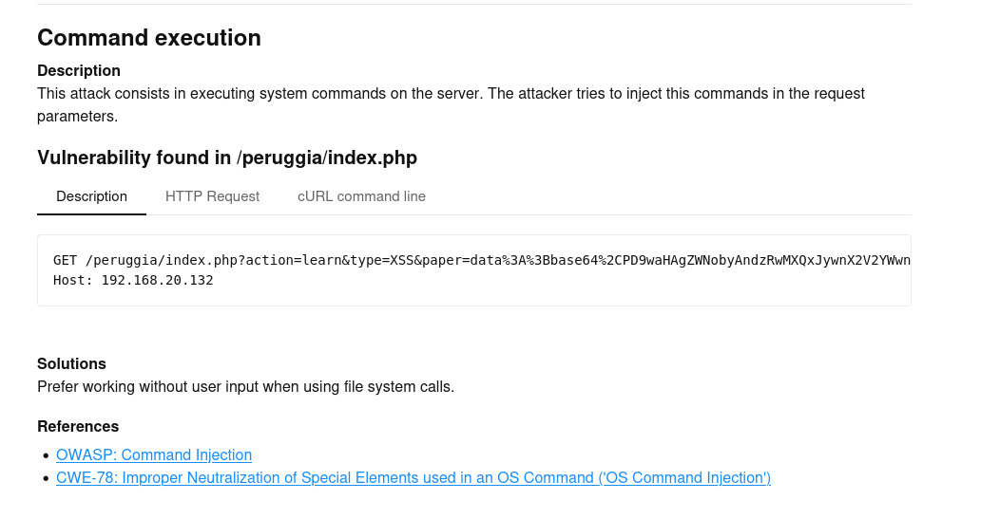 Command execution
Description
This attack consists in executing system commands on the server. The attacker tries to inject this commands in the request
parameters.
Vulnerability found in /peruggia/index.php
Description HTTP Request cURL command line
GET /peruggia/index.php?action=learn&type=XSS&paper=data%3A%3Bbase64%2CPD9waHAgZWNobyAndzRwMXQxJywnX2V2YWwn
Host: 192.168.20.132
Solutions
Prefer working without user input when using file system calls.
References
OWASP: Command Injection
CWE-78: Improper Neutralization of Special Elements used in an OS Command ('OS Command Injection')